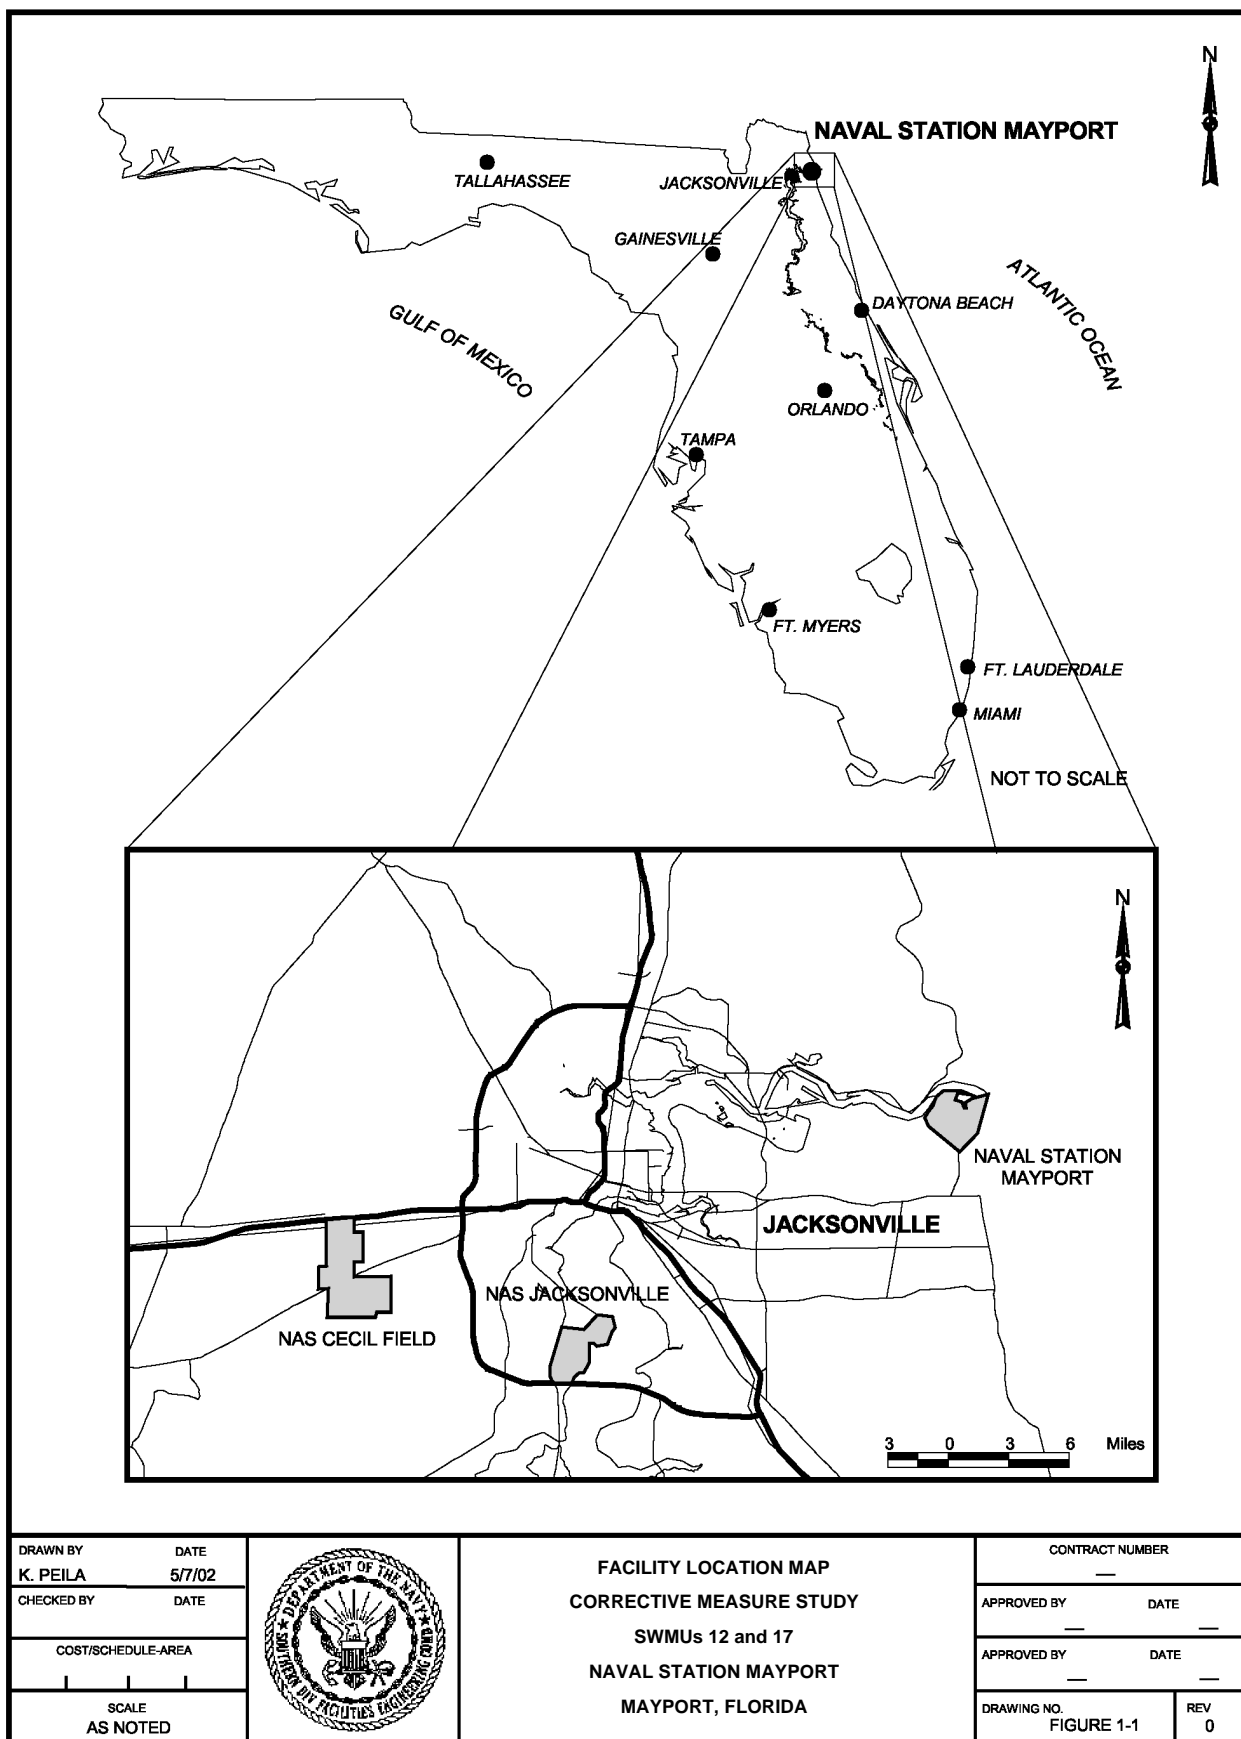 N
NAVAL STATION MAYPORT
TALLAHASSEE
JACKSONVILLE
GAINESVILLE
ATLANTIC OCEAN
DAYTONA BEACH
GULF OF MEXICO
ORLANDO
TAMPA
FT. MYERS
FT. LAUDERDALE
MIAMI
NOT TO SCALE
N
NAVAL STATION
MAYPORT
JACKSONVILLE
NAS JACKSONVILLE
NAS CECIL FIELD
3 0 3 6 Miles
DRAWN BY DATE
K. PEILA 5/7/02
CHECKED BY DATE
COST/SCHEDULE-AREA
SCALE
AS NOTED
DEPARTMENT OF THE NAVY
SOUTHERN DIV FACILITIES ENGINEERING COMD
FACILITY LOCATION MAP
CORRECTIVE MEASURE STUDY
SWMUs 12 and 17
NAVAL STATION MAYPORT
MAYPORT, FLORIDA
CONTRACT NUMBER
—
APPROVED BY DATE
— —
APPROVED BY DATE
— —
DRAWING NO. REV
FIGURE 1-1 0